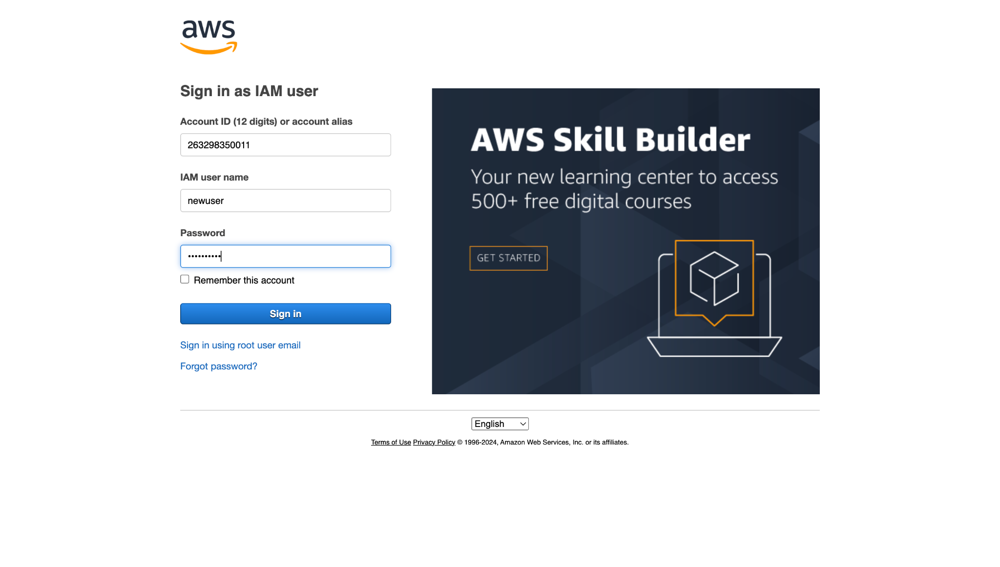 aws
Sign in as IAM user
Account ID (12 digits) or account alias
263298350011
IAM user name
newuser
Password
••••••••••
Remember this account
Sign in
Sign in using root user email
Forgot password?
AWS Skill Builder
Your new learning center to access
500+ free digital courses
GET STARTED
English
Terms of Use Privacy Policy © 1996-2024, Amazon Web Services, Inc. or its affiliates.